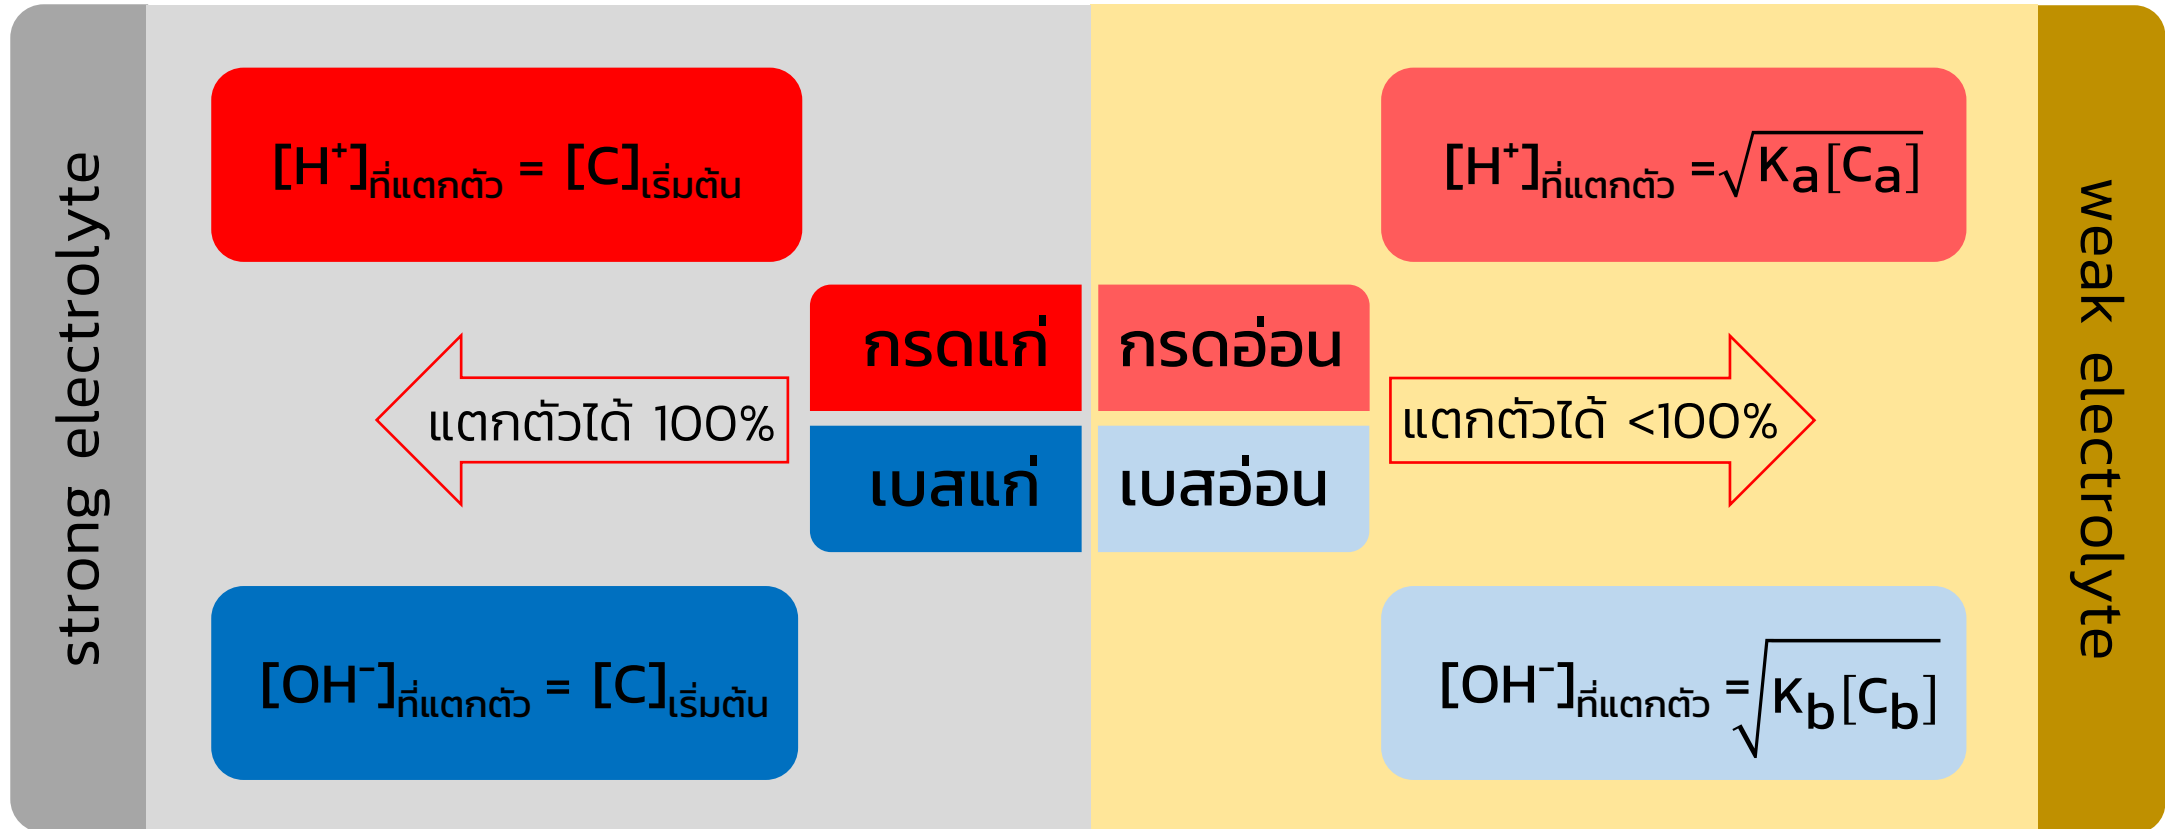 strong electrolyte
[H⁺]ที่แตกตัว = [C]เริ่มต้น
กรดแก่
แตกตัวได้ 100%
เบสแก่
[OH⁻]ที่แตกตัว = [C]เริ่มต้น
[H⁺]ที่แตกตัว =√Ka[Ca]
กรดอ่อน
แตกตัวได้ <100%
เบสอ่อน
[OH⁻]ที่แตกตัว =√Kb[Cb]
weak electrolyte